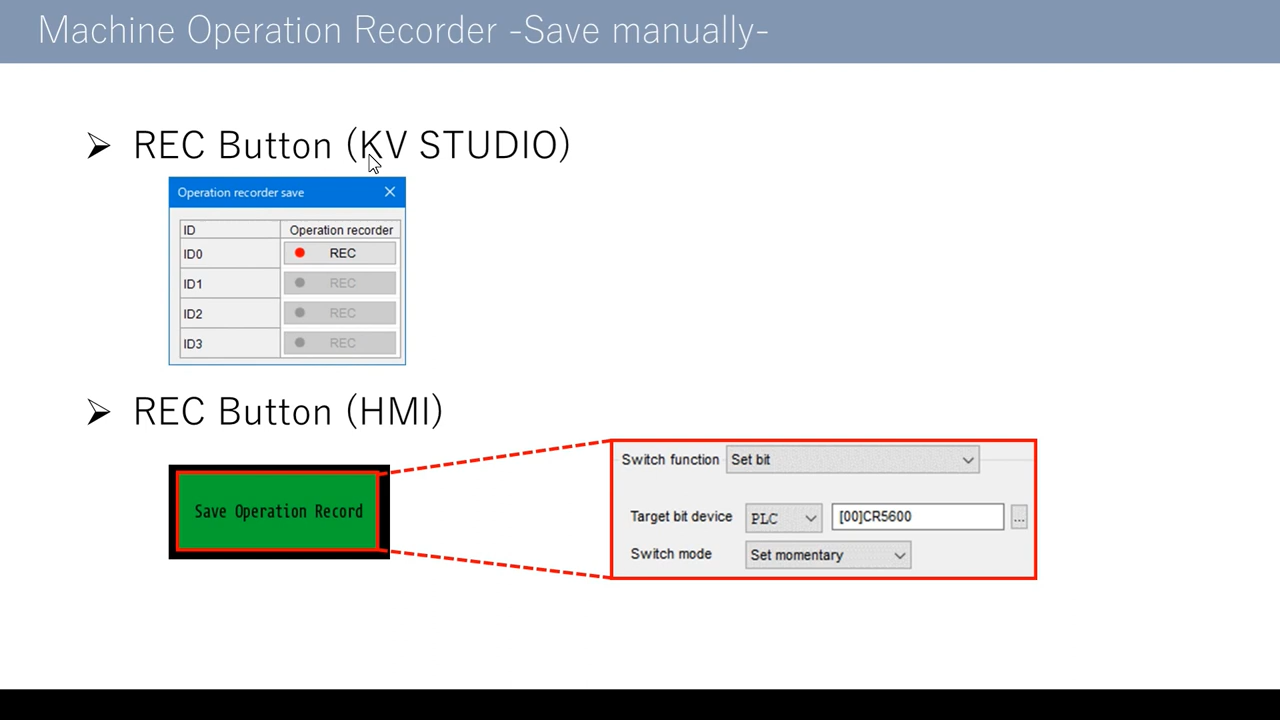 Machine Operation Recorder -Save manually-
REC Button (KV STUDIO)
Operation recorder save
ID Operation recorder
ID0 REC
ID1 REC
ID2 REC
ID3 REC
REC Button (HMI)
Save Operation Record
Switch function Set bit
Target bit device PLC [00]CR5600 ...
Switch mode Set momentary